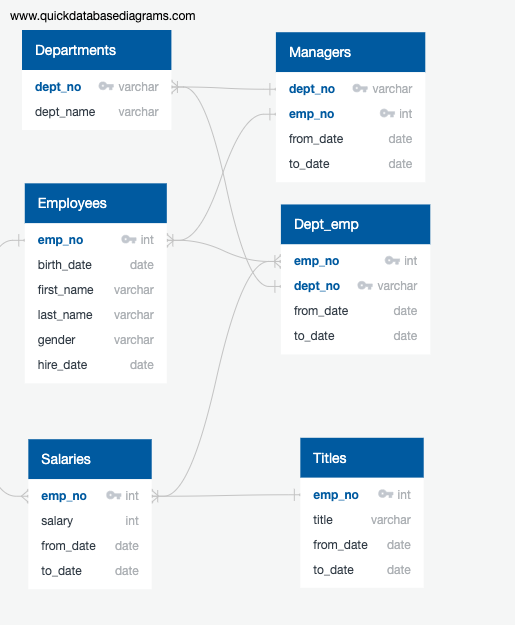 www.quickdatabasediagrams.com
Departments
dept_no varchar
dept_name varchar
Managers
dept_no varchar
emp_no int
from_date date
to_date date
Employees
emp_no int
birth_date date
first_name varchar
last_name varchar
gender varchar
hire_date date
Dept_emp
emp_no int
dept_no varchar
from_date date
to_date date
Salaries
emp_no int
salary int
from_date date
to_date date
Titles
emp_no int
title varchar
from_date date
to_date date